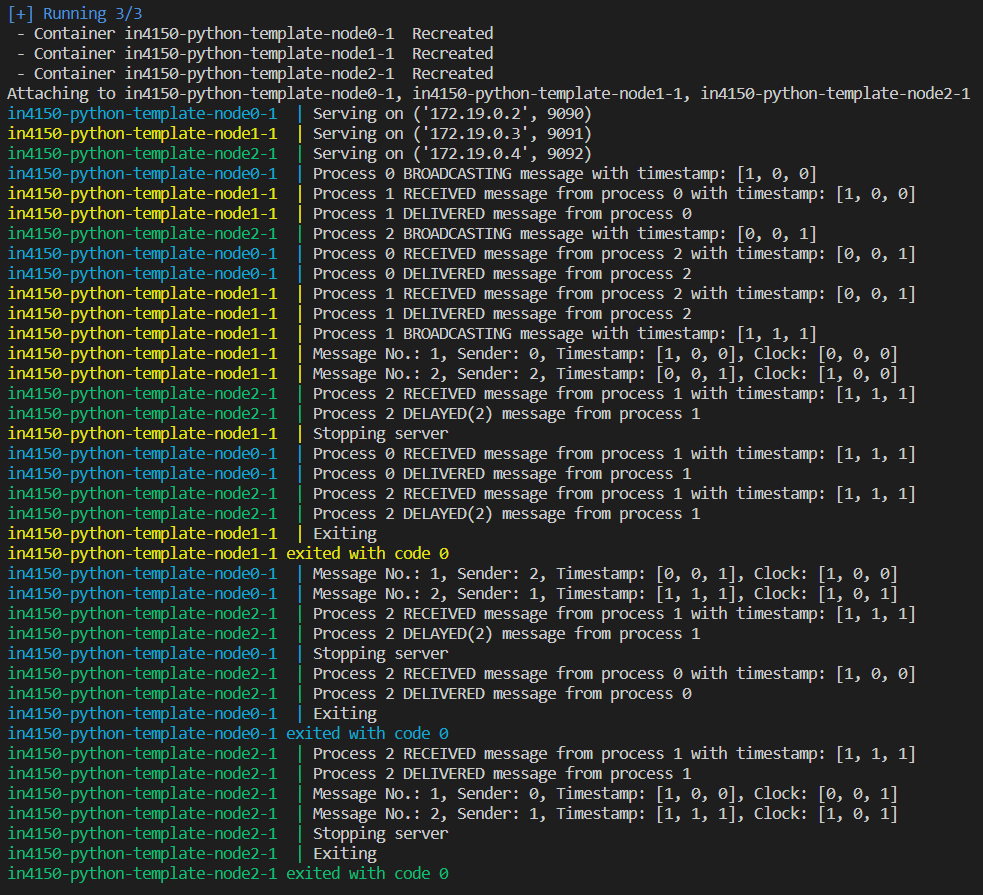 [+] Running 3/3
 - Container in4150-python-template-node0-1  Recreated
 - Container in4150-python-template-node1-1  Recreated
 - Container in4150-python-template-node2-1  Recreated
Attaching to in4150-python-template-node0-1, in4150-python-template-node1-1, in4150-python-template-node2-1
in4150-python-template-node0-1  | Serving on ('172.19.0.2', 9090)
in4150-python-template-node1-1  | Serving on ('172.19.0.3', 9091)
in4150-python-template-node2-1  | Serving on ('172.19.0.4', 9092)
in4150-python-template-node0-1  | Process 0 BROADCASTING message with timestamp: [1, 0, 0]
in4150-python-template-node1-1  | Process 1 RECEIVED message from process 0 with timestamp: [1, 0, 0]
in4150-python-template-node1-1  | Process 1 DELIVERED message from process 0
in4150-python-template-node2-1  | Process 2 BROADCASTING message with timestamp: [0, 0, 1]
in4150-python-template-node0-1  | Process 0 RECEIVED message from process 2 with timestamp: [0, 0, 1]
in4150-python-template-node0-1  | Process 0 DELIVERED message from process 2
in4150-python-template-node1-1  | Process 1 RECEIVED message from process 2 with timestamp: [0, 0, 1]
in4150-python-template-node1-1  | Process 1 DELIVERED message from process 2
in4150-python-template-node1-1  | Process 1 BROADCASTING message with timestamp: [1, 1, 1]
in4150-python-template-node1-1  | Message No.: 1, Sender: 0, Timestamp: [1, 0, 0], Clock: [0, 0, 0]
in4150-python-template-node1-1  | Message No.: 2, Sender: 2, Timestamp: [0, 0, 1], Clock: [1, 0, 0]
in4150-python-template-node2-1  | Process 2 RECEIVED message from process 1 with timestamp: [1, 1, 1]
in4150-python-template-node2-1  | Process 2 DELAYED(2) message from process 1
in4150-python-template-node1-1  | Stopping server
in4150-python-template-node0-1  | Process 0 RECEIVED message from process 1 with timestamp: [1, 1, 1]
in4150-python-template-node0-1  | Process 0 DELIVERED message from process 1
in4150-python-template-node2-1  | Process 2 RECEIVED message from process 1 with timestamp: [1, 1, 1]
in4150-python-template-node2-1  | Process 2 DELAYED(2) message from process 1
in4150-python-template-node1-1  | Exiting
in4150-python-template-node1-1 exited with code 0
in4150-python-template-node0-1  | Message No.: 1, Sender: 2, Timestamp: [0, 0, 1], Clock: [1, 0, 0]
in4150-python-template-node0-1  | Message No.: 2, Sender: 1, Timestamp: [1, 1, 1], Clock: [1, 0, 1]
in4150-python-template-node2-1  | Process 2 RECEIVED message from process 1 with timestamp: [1, 1, 1]
in4150-python-template-node2-1  | Process 2 DELAYED(2) message from process 1
in4150-python-template-node0-1  | Stopping server
in4150-python-template-node2-1  | Process 2 RECEIVED message from process 0 with timestamp: [1, 0, 0]
in4150-python-template-node2-1  | Process 2 DELIVERED message from process 0
in4150-python-template-node0-1  | Exiting
in4150-python-template-node0-1 exited with code 0
in4150-python-template-node2-1  | Process 2 RECEIVED message from process 1 with timestamp: [1, 1, 1]
in4150-python-template-node2-1  | Process 2 DELIVERED message from process 1
in4150-python-template-node2-1  | Message No.: 1, Sender: 0, Timestamp: [1, 0, 0], Clock: [0, 0, 1]
in4150-python-template-node2-1  | Message No.: 2, Sender: 1, Timestamp: [1, 1, 1], Clock: [1, 0, 1]
in4150-python-template-node2-1  | Stopping server
in4150-python-template-node2-1  | Exiting
in4150-python-template-node2-1 exited with code 0